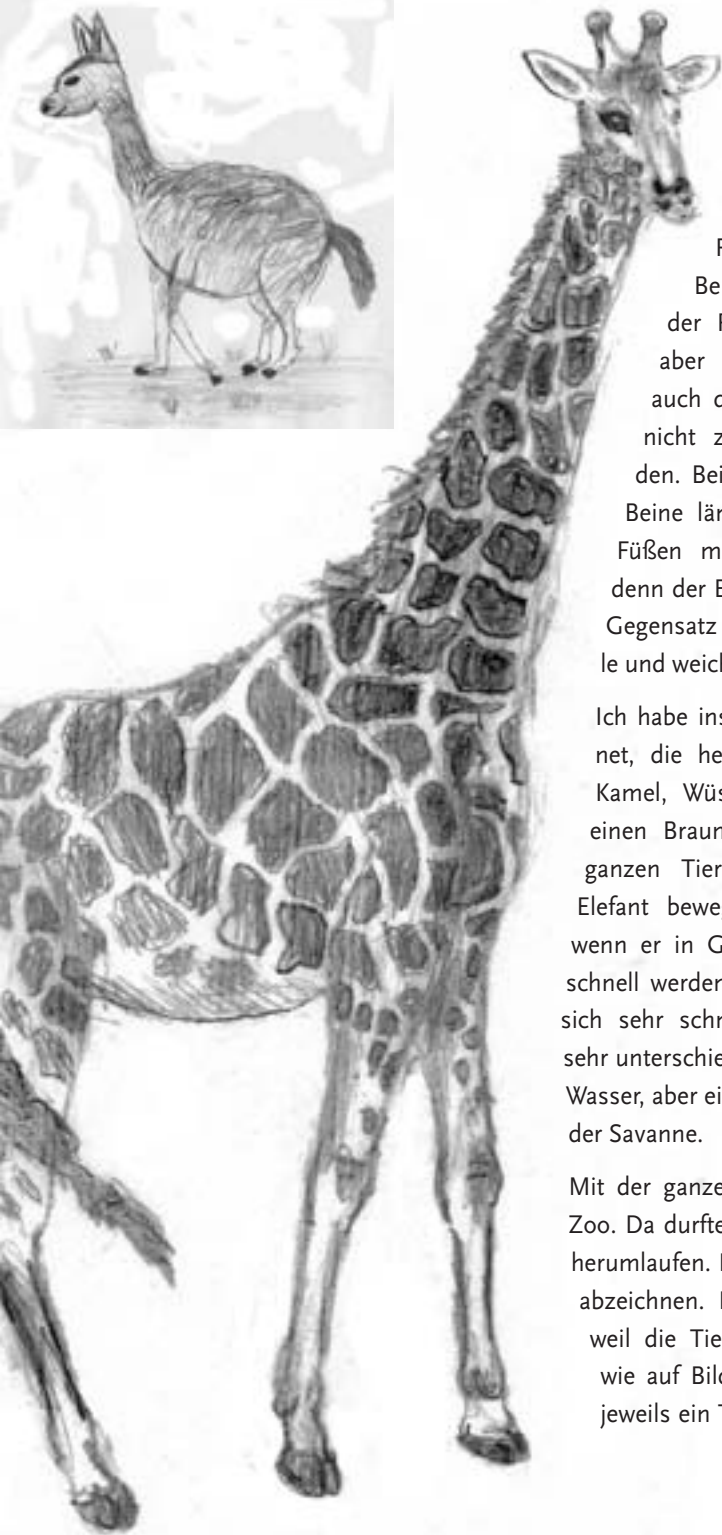 Be
der
aber
auch d
nicht z
den. Bei
Beine län
Füßen m
denn der E
Gegensatz
le und weich
Ich habe ins
net, die he
Kamel, Wüs
einen Braun
ganzen Tier
Elefant bewe
wenn er in G
schnell werden
sich sehr schn
sehr unterschie
Wasser, aber ei
der Savanne.
Mit der ganze
Zoo. Da durfte
herumlaufen.
abzeichnen.
weil die Tie
wie auf Bild
jeweils ein T